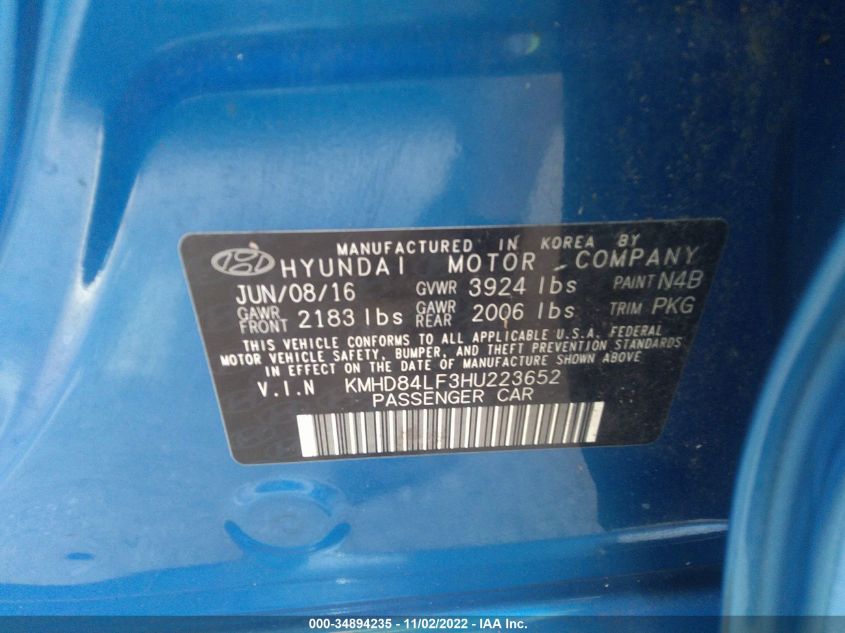 MANUFACTURED IN KOREA BY
HYUNDAI MOTOR COMPANY
JUN/08/16 GVWR 3924 lbs PAINT N4B
GAWR FRONT 2183 lbs GAWR REAR 2006 lbs TRIM PKG
THIS VEHICLE CONFORMS TO ALL APPLICABLE U.S.A. FEDERAL
MOTOR VEHICLE SAFETY, BUMPER, AND THEFT PREVENTION STANDARDS
IN EFFECT ON THE DATE OF MANUFACTURE SHOWN ABOVE.
V.I.N KMHD84LF3HU223652
PASSENGER CAR
000-34894235 - 11/02/2022 - IAA Inc.